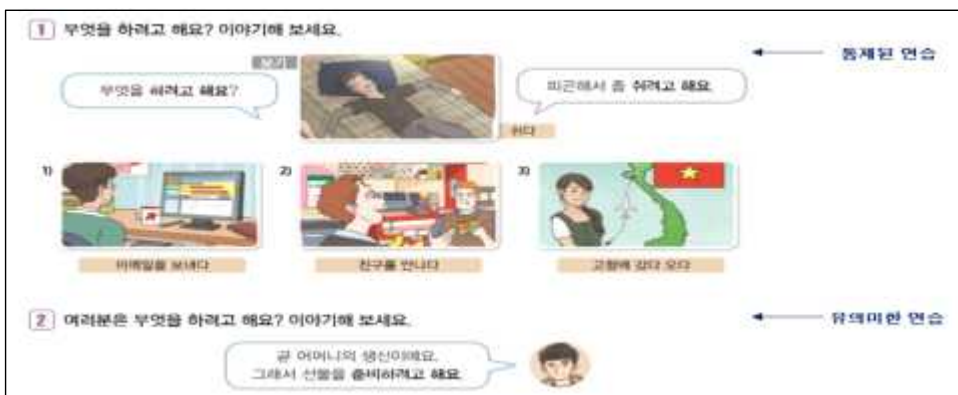 1 무엇을 하려고 해요? 이야기해 보세요.
통제된 연습
보기
무엇을 하려고 해요?
피곤해서 좀 쉬려고 해요.
쉬다
1)
2)
3)
이메일을 보내다
친구를 만나다
고향에 갔다 오다
2 여러분은 무엇을 하려고 해요? 이야기해 보세요.
유의미한 연습
곧 어머니의 생신이에요.
그래서 선물을 준비하려고 해요.